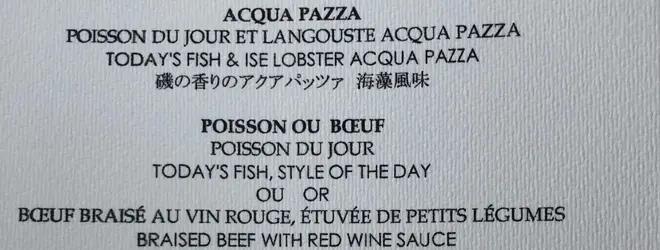 ACQUA PAZZA
POISSON DU JOUR ET LANGOUSTE ACQUA PAZZA
TODAY'S FISH & ISE LOBSTER ACQUA PAZZA
磯の香りのアクアパッツァ 海藻風味
POISSON OU BŒUF
POISSON DU JOUR
TODAY'S FISH, STYLE OF THE DAY
OU OR
BŒUF BRAISÉ AU VIN ROUGE, ÉTUVÉE DE PETITS LÉGUMES
BRAISED BEEF WITH RED WINE SAUCE